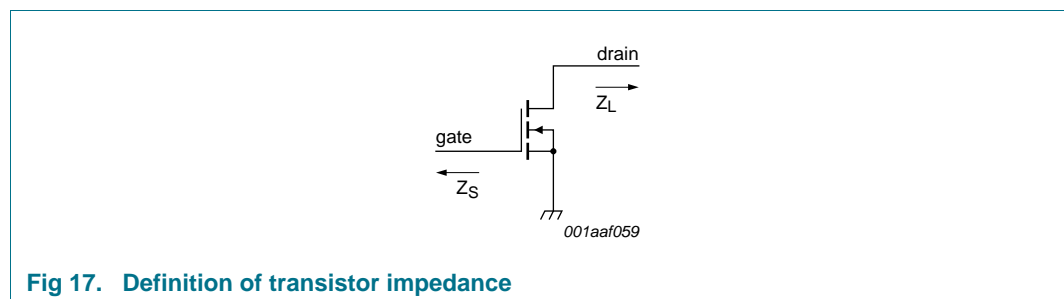 drain
Z_L
gate
Z_S
001aaf059
Fig 17. Definition of transistor impedance